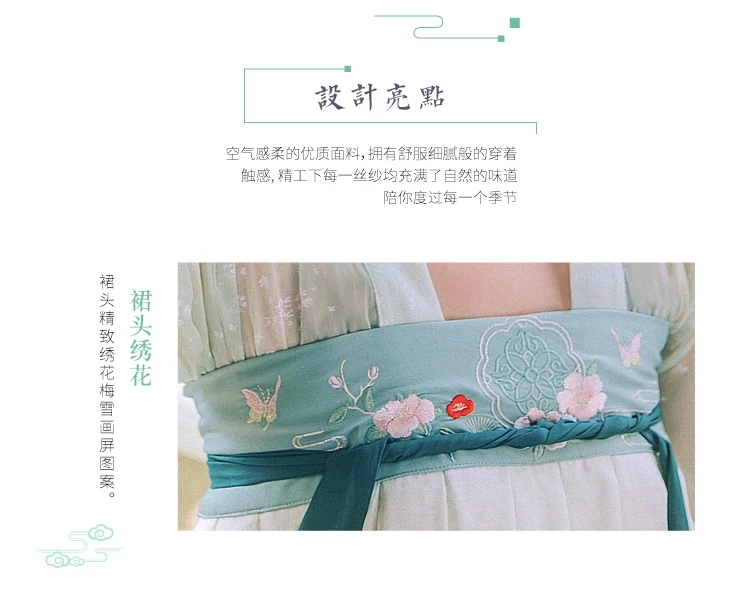 設計亮點
空气感柔的优质面料，拥有舒服细腻般的穿着
触感，精工下每一丝纱均充满了自然的味道
陪你度过每一个季节
裙头绣花
裙头精致绣花梅雪画屏图案。